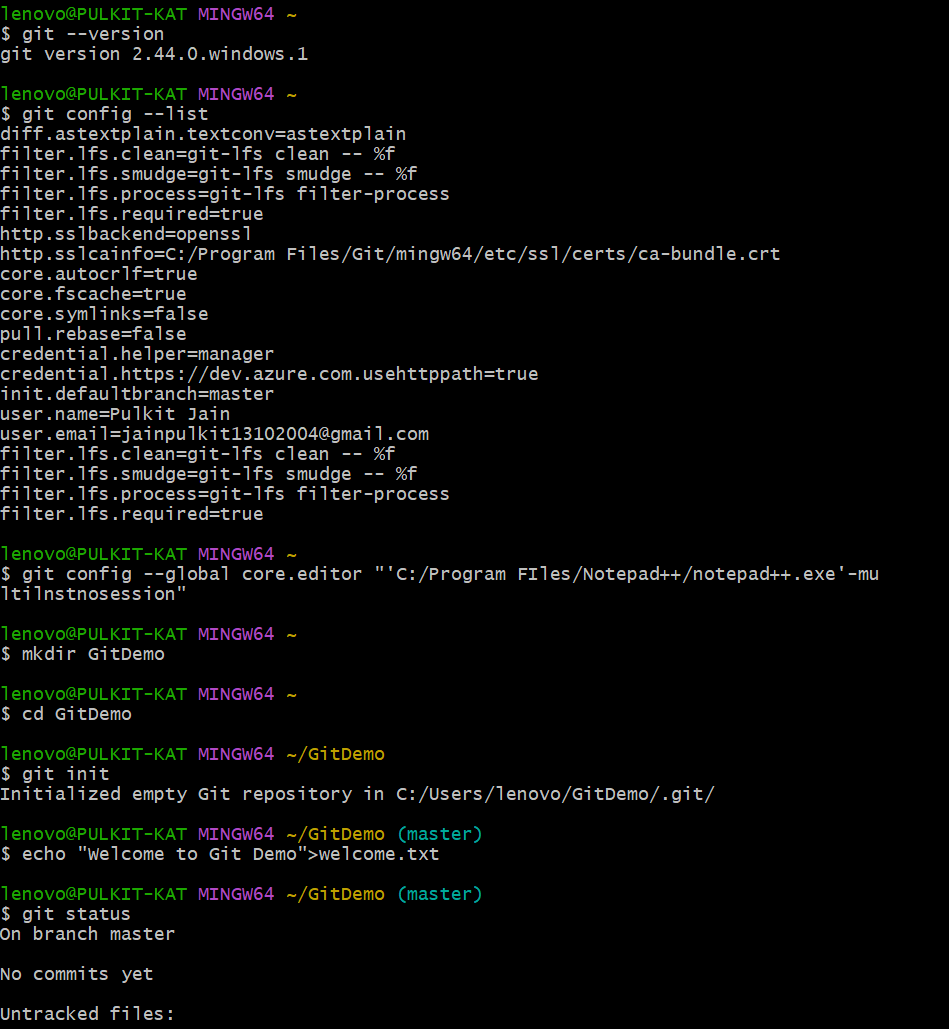 lenovo@PULKIT-KAT MINGW64 ~
$ git --version
git version 2.44.0.windows.1
lenovo@PULKIT-KAT MINGW64 ~
$ git config --list
diff.astextplain.textconv=astextplain
filter.lfs.clean=git-lfs clean -- %f
filter.lfs.smudge=git-lfs smudge -- %f
filter.lfs.process=git-lfs filter-process
filter.lfs.required=true
http.sslbackend=openssl
http.sslcainfo=C:/Program Files/Git/mingw64/etc/ssl/certs/ca-bundle.crt
core.autocrlf=true
core.fscache=true
core.symlinks=false
pull.rebase=false
credential.helper=manager
credential.https://dev.azure.com.usehttppath=true
init.defaultbranch=master
user.name=Pulkit Jain
user.email=jainpulkit13102004@gmail.com
filter.lfs.clean=git-lfs clean -- %f
filter.lfs.smudge=git-lfs smudge -- %f
filter.lfs.process=git-lfs filter-process
filter.lfs.required=true
lenovo@PULKIT-KAT MINGW64 ~
$ git config --global core.editor "'C:/Program FIles/Notepad++/notepad++.exe'-mu
ltilnstnosession"
lenovo@PULKIT-KAT MINGW64 ~
$ mkdir GitDemo
lenovo@PULKIT-KAT MINGW64 ~
$ cd GitDemo
lenovo@PULKIT-KAT MINGW64 ~/GitDemo
$ git init
Initialized empty Git repository in C:/Users/lenovo/GitDemo/.git/
lenovo@PULKIT-KAT MINGW64 ~/GitDemo (master)
$ echo "Welcome to Git Demo">welcome.txt
lenovo@PULKIT-KAT MINGW64 ~/GitDemo (master)
$ git status
On branch master
No commits yet
Untracked files: